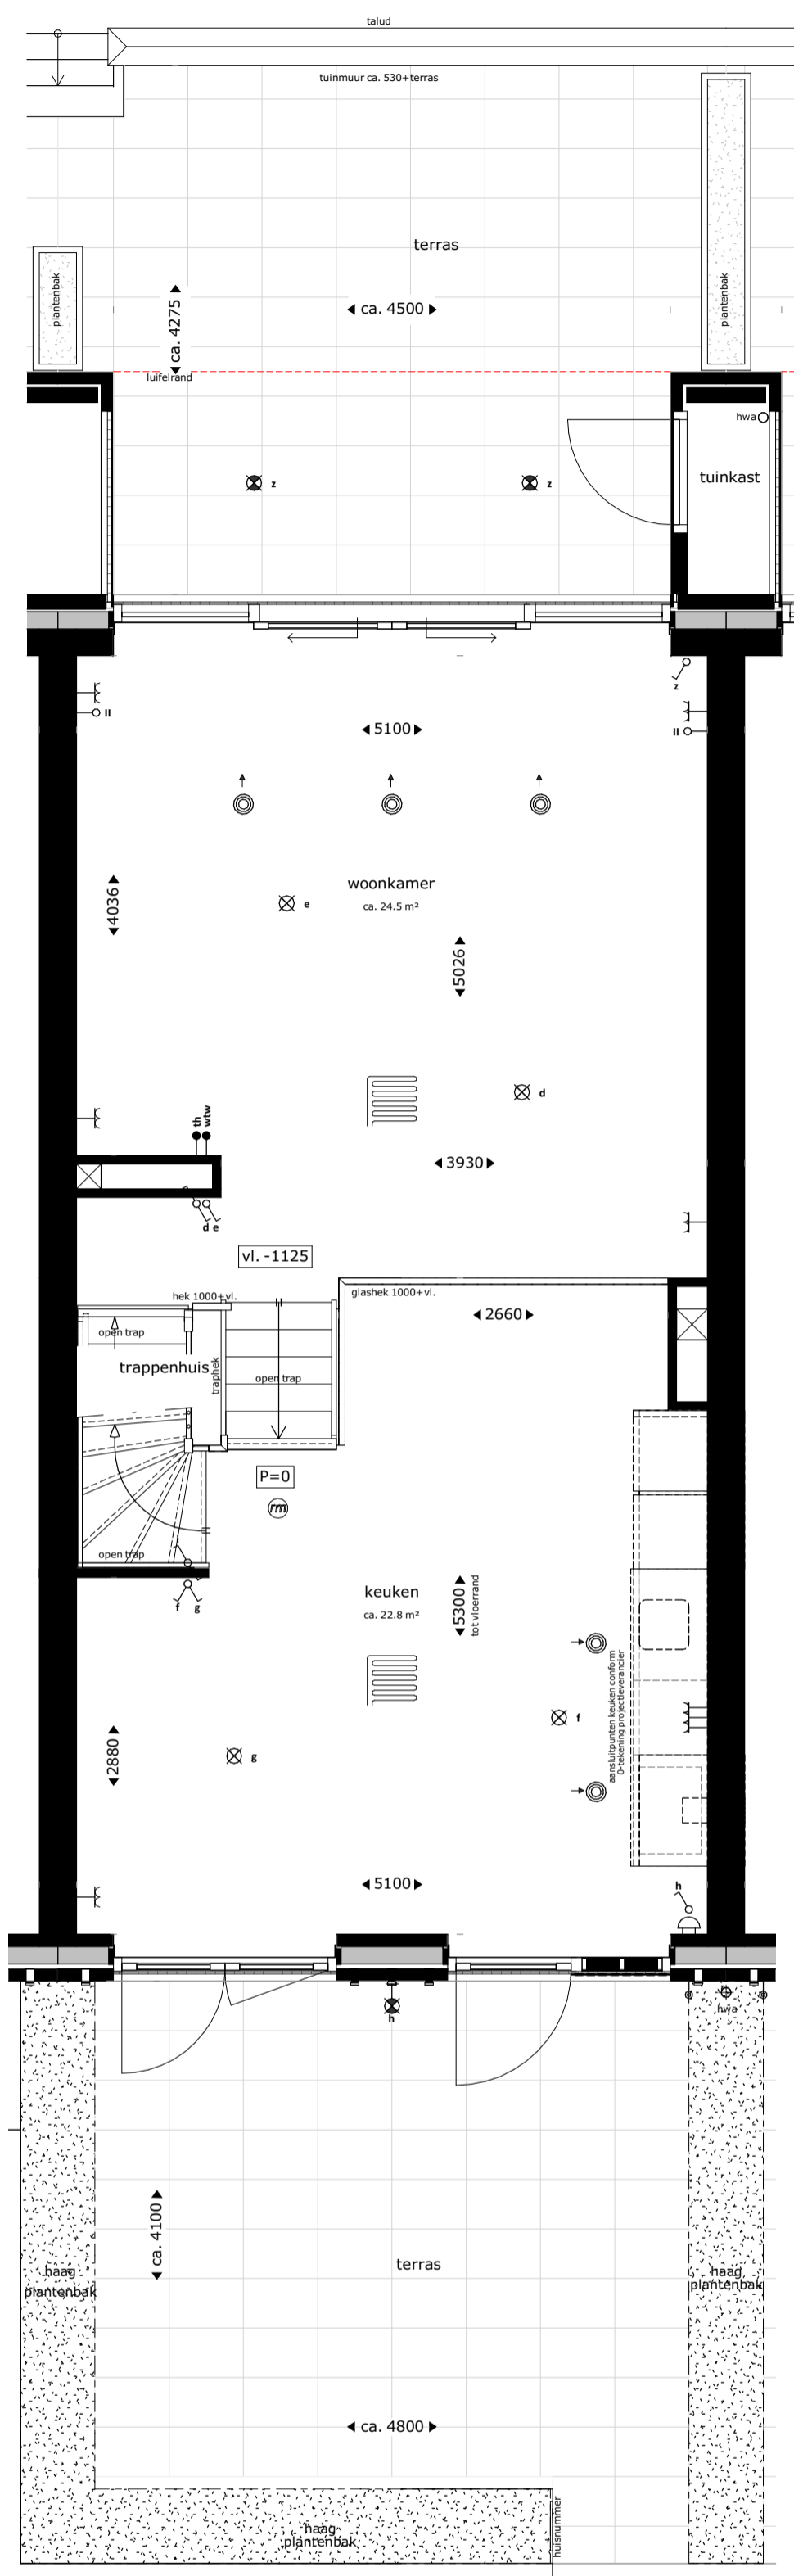 talud
tuinmuur ca. 530+terras
terras
plantenbak
plantenbak
ca. 4275
ca. 4500
luifelrand
hwa
tuinkast
z
z
z
II
II
5100
woonkamer
ca. 24.5 m²
4036
e
5026
d
th
wtw
3930
d e
vl. -1125
hek 1000+vl.
glashek 1000+vl.
2660
open trap
trappenhuis
traphek
open trap
P=0
rm
open trap
f
g
keuken
ca. 22.8 m²
5300
tot vloerrand
aansluitpunten keuken conform
0-tekening projectleverancier
f
g
2880
5100
h
h
hwa
ca. 4100
terras
haag
plantenbak
haag
plantenbak
ca. 4800
haag
plantenbak
huisnummer